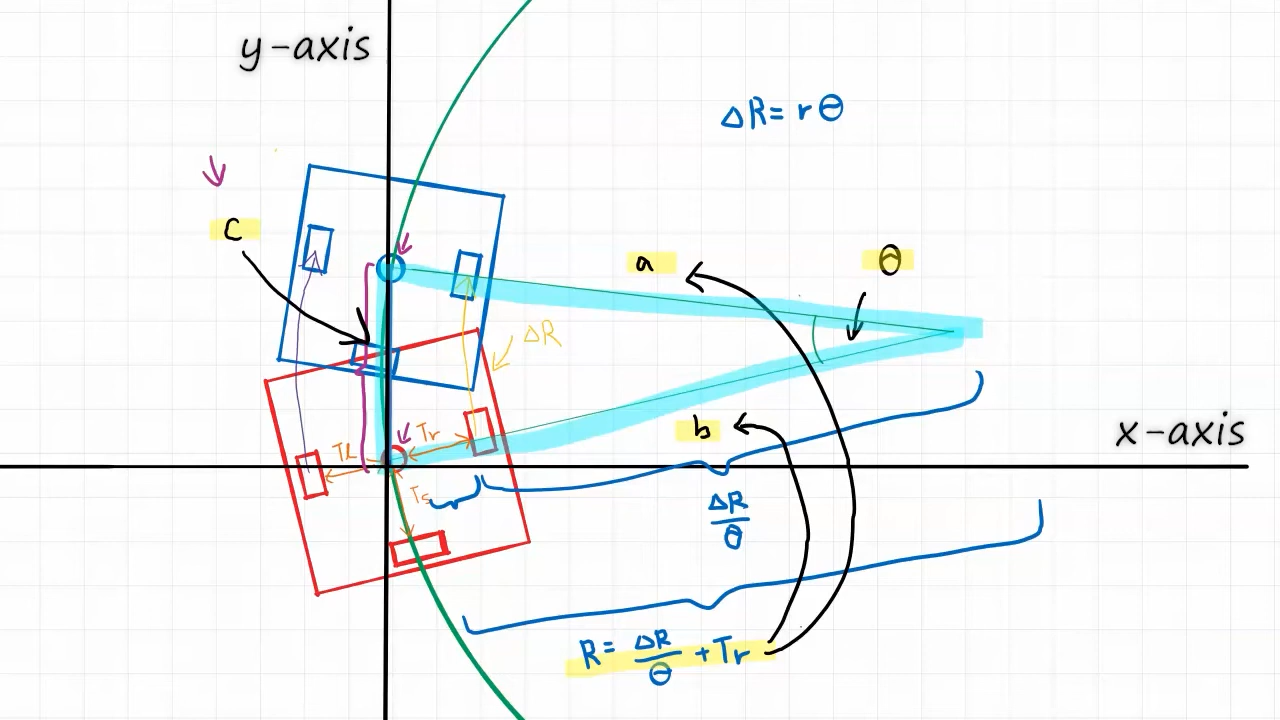 y-axis
ΔR = rθ
c
a
θ
ΔR
b
x-axis
Tr
Tl
Ts
ΔR/θ
R = ΔR/θ + Tr